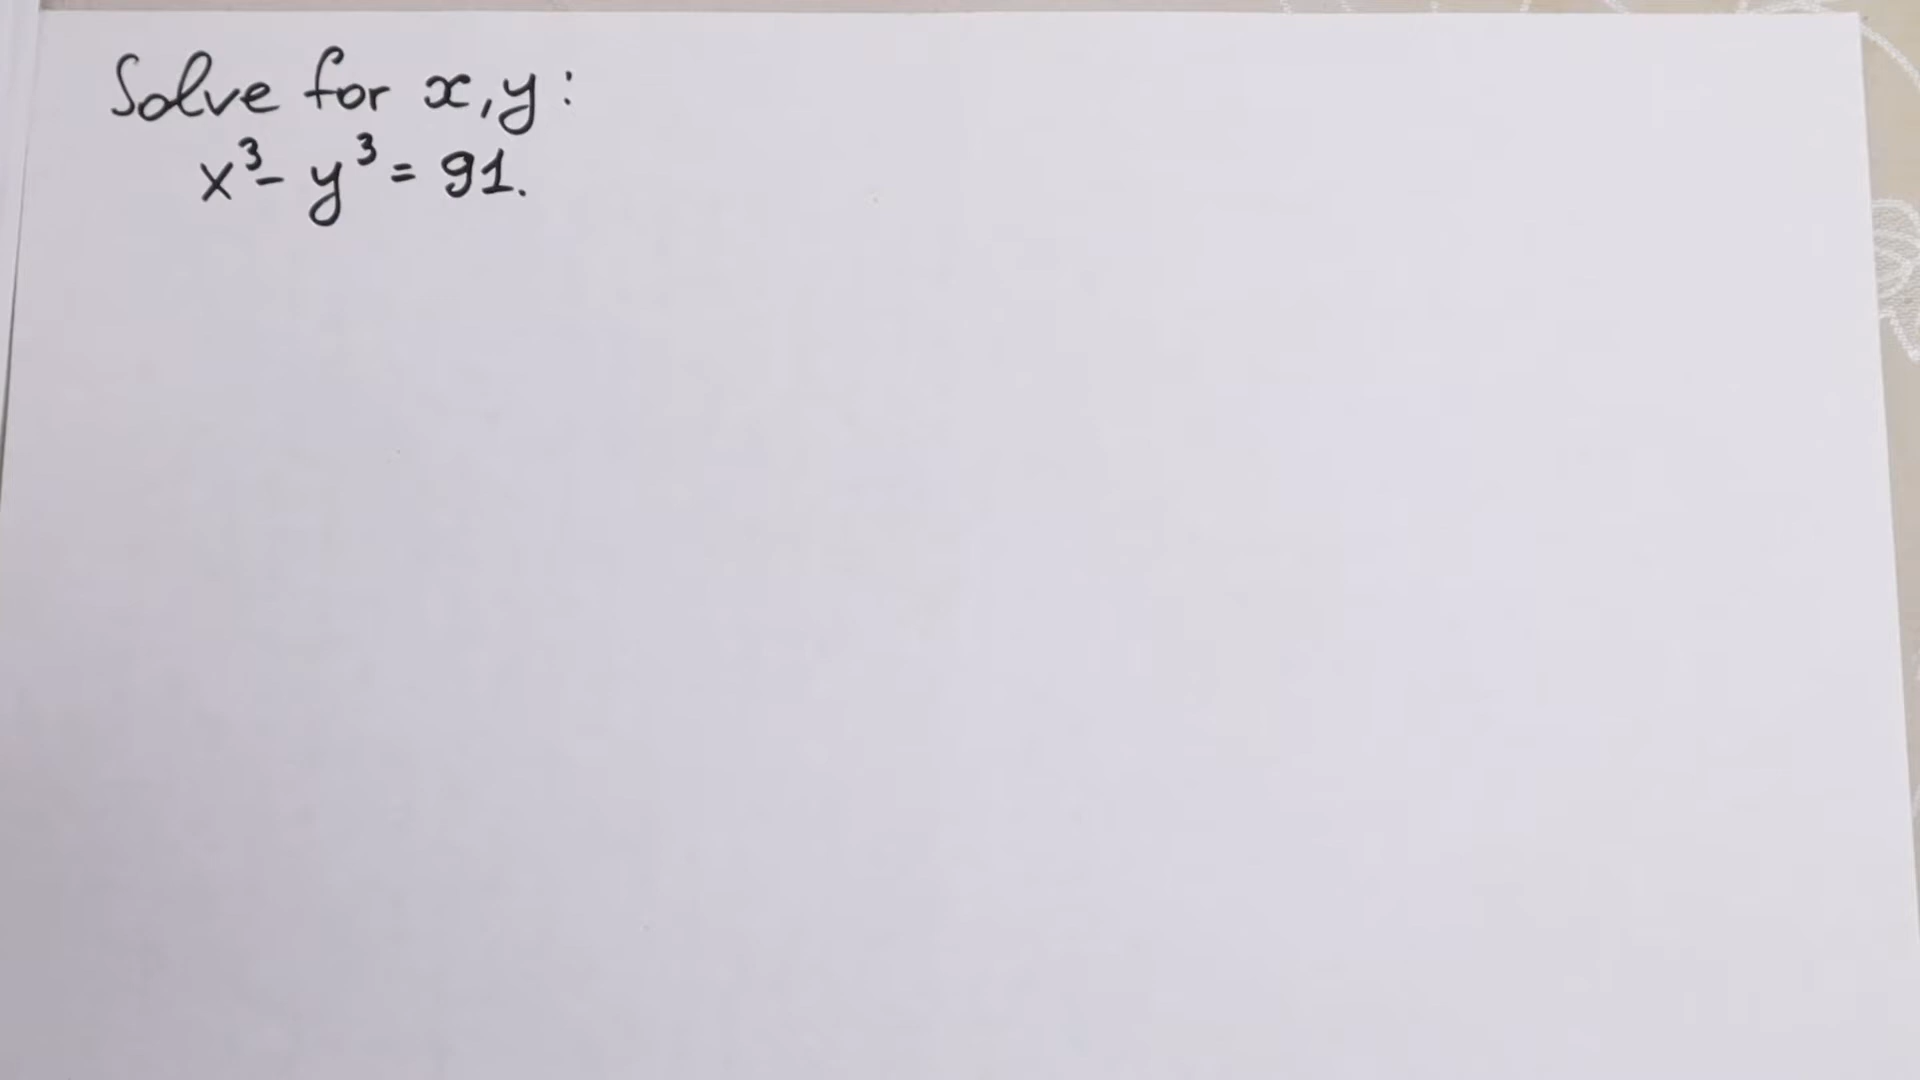 Solve for x, y:
x³ - y³ = 91.